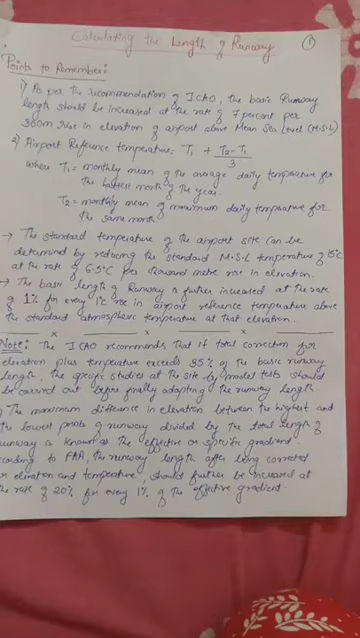 Calculating the Length of Runway
1
Points to Remember:
1) As per the recommendation of ICAO, the basic Runway
length should be increased at the rate of 7 percent per
300m rise in elevation of airport above Mean Sea Level (M.S.L)
2) Airport Reference temperature = T1 + T2-T1/3
where T1 = monthly mean of the average daily temperature for
the hottest month of the year.
T2 = monthly mean of maximum daily temperature for
the same month
→ The standard temperature of the airport site can be
determined by reducing the standard M.S.L temperature of 15°C
at the rate of 6.5°C per thousand metre rise in elevation.
→ The basic length of Runway is further increased at the rate
of 1% for every 1°C rise in airport reference temperature above
the standard atmospheric temperature at that elevation.
x x x
Note: The ICAO recommends that if total correction for
elevation plus temperature exceeds 35% of the basic runway
length, the specific studies at the site by model tests should
be carried out before finally adopting the runway length.
The maximum difference in elevation between the highest and
the lowest points of runway divided by the total length of
runway is known as the effective or specific gradient.
cording to FAA, the runway length after being corrected
r elevation and temperature, should further be increased at
the rate of 20% for every 1% of the effective gradient.